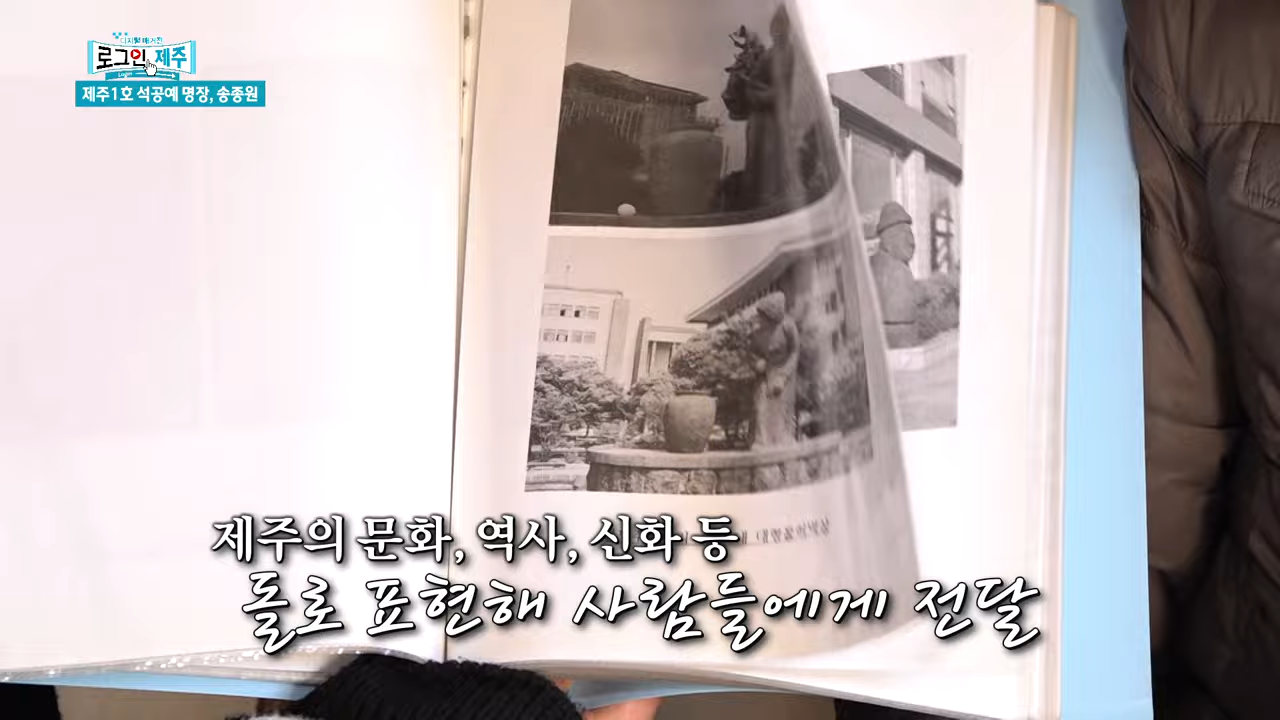 디지털 매거진
로그인 제주
Login
제주1호 석공예 명장, 송종원
제주의 문화, 역사, 신화 등
돌로 표현해 사람들에게 전달